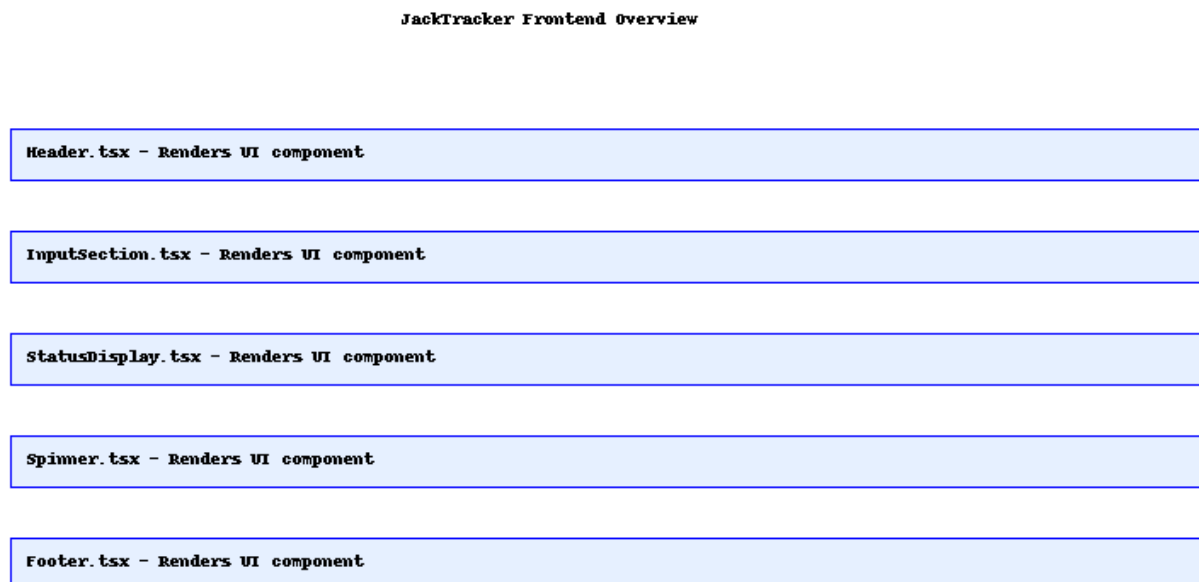 JackTracker Frontend Overview
Header.tsx - Renders UI component
InputSection.tsx - Renders UI component
StatusDisplay.tsx - Renders UI component
Spinner.tsx - Renders UI component
Footer.tsx - Renders UI component